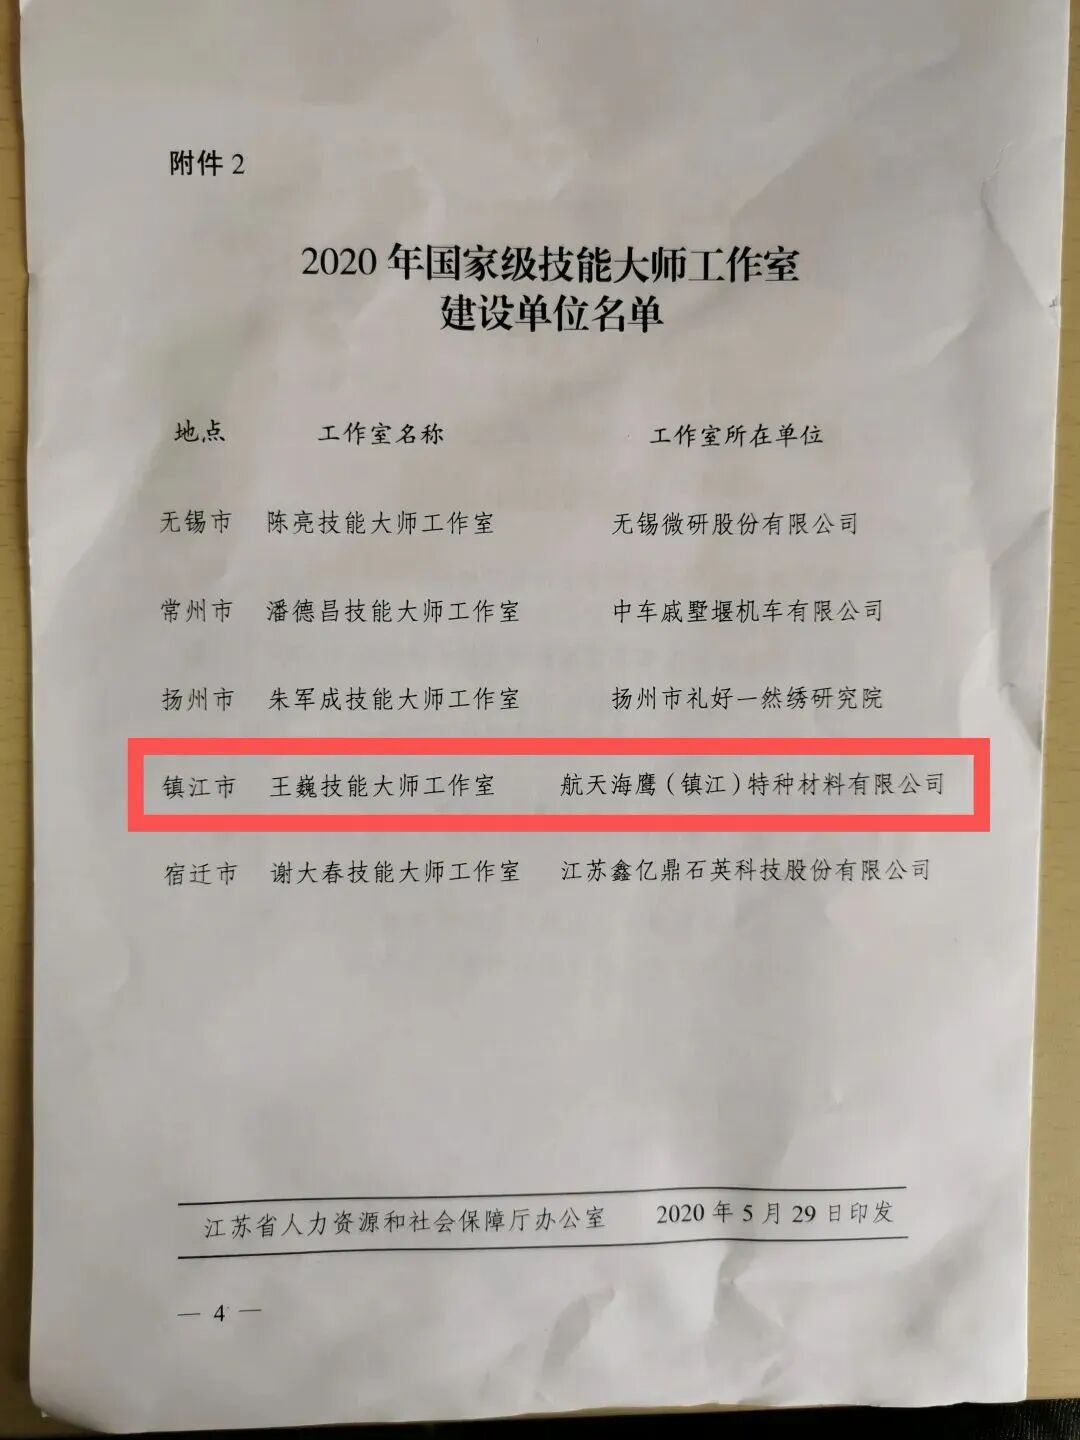 附件 2
2020 年国家级技能大师工作室
建设单位名单
地点 工作室名称 工作室所在单位
无锡市 陈亮技能大师工作室 无锡微研股份有限公司
常州市 潘德昌技能大师工作室 中车戚墅堰机车有限公司
扬州市 朱军成技能大师工作室 扬州市礼好一然绣研究院
镇江市 王巍技能大师工作室 航天海鹰（镇江）特种材料有限公司
宿迁市 谢大春技能大师工作室 江苏鑫亿鼎石英科技股份有限公司
江苏省人力资源和社会保障厅办公室 2020 年 5 月 29 日印发
— 4 —